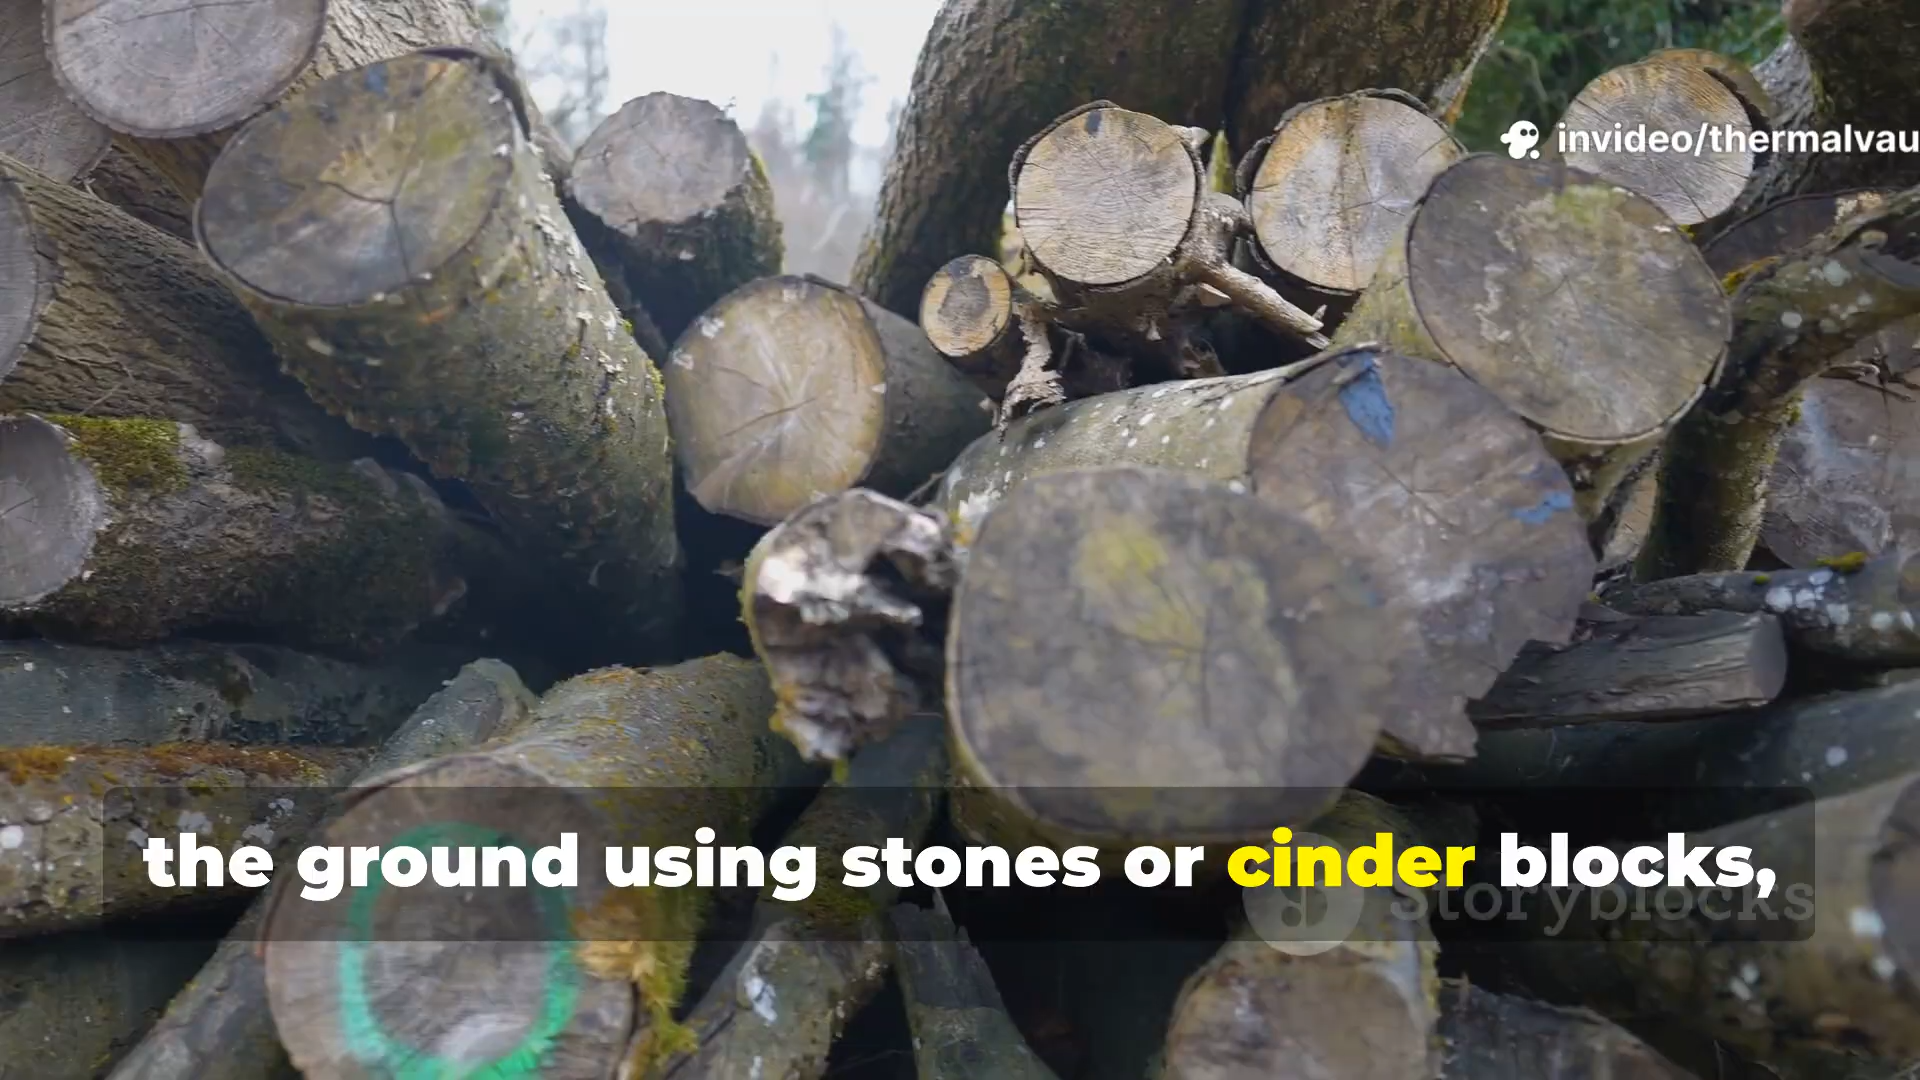 invideo/thermalvau
the ground using stones or cinder blocks,
Storyblocks